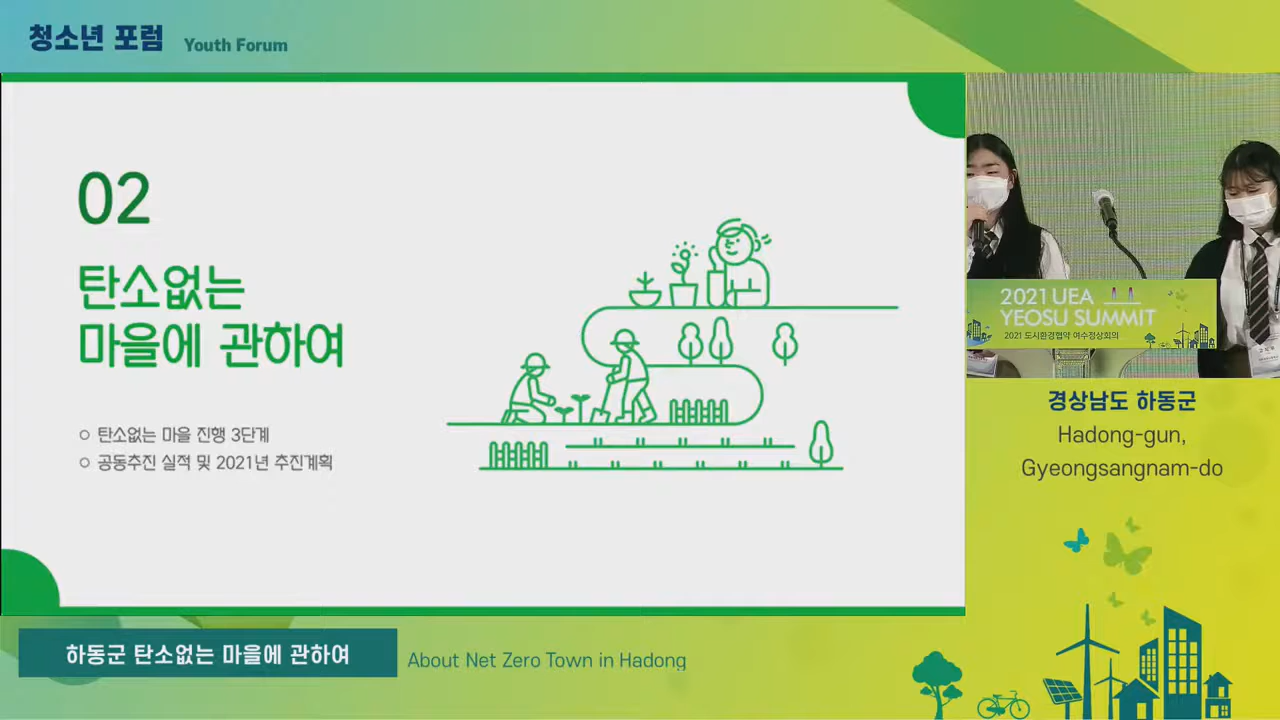 청소년 포럼 Youth Forum
02
탄소없는
마을에 관하여
○ 탄소없는 마을 진행 3단계
○ 공동추진 실적 및 2021년 추진계획
2021 UEA
YEOSU SUMMIT
2021 도시환경협약 여수정상회의
경상남도 하동군
Hadong-gun,
Gyeongsangnam-do
하동군 탄소없는 마을에 관하여 About Net Zero Town in Hadong